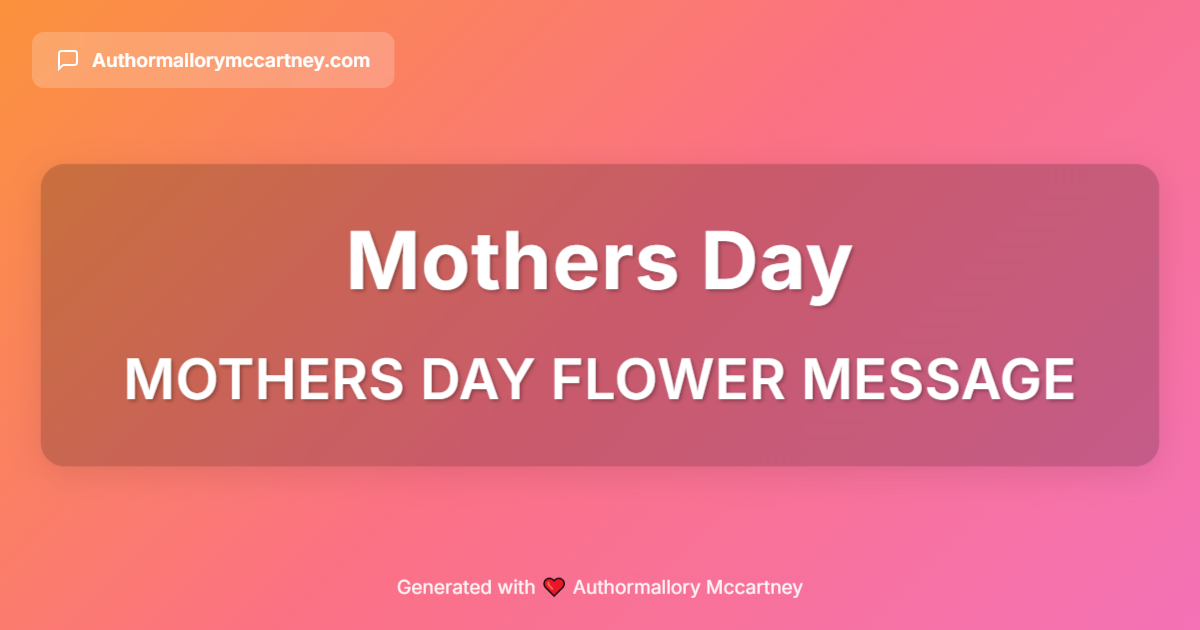 Authormallorymccartney.com
Mothers Day
MOTHERS DAY FLOWER MESSAGE
Generated with ❤️ Authormallory Mccartney